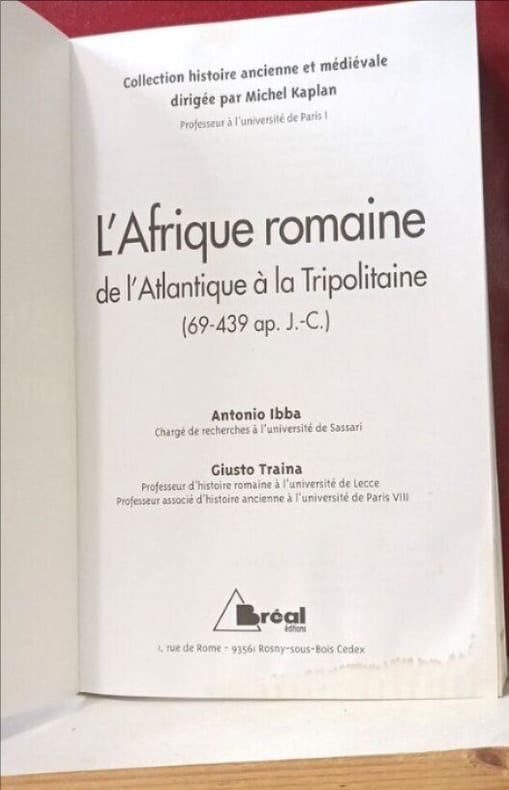 Collection histoire ancienne et médiévale
dirigée par Michel Kaplan
Professeur à l'université de Paris I
L'Afrique romaine
de l'Atlantique à la Tripolitaine
(69-439 ap. J.-C.)
Antonio Ibba
Chargé de recherches à l'université de Sassari
Giusto Traina
Professeur d'histoire romaine à l'université de Lecce
Professeur associé d'histoire ancienne à l'université de Paris VIII
Bréal
éditions
1, rue de Rome - 93561 Rosny-sous-Bois Cedex